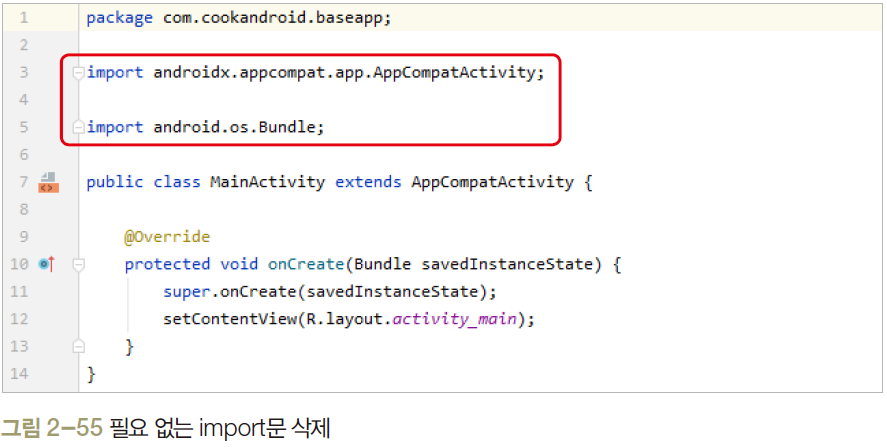 1 package com.cookandroid.baseapp;
2
3 import androidx.appcompat.app.AppCompatActivity;
4
5 import android.os.Bundle;
6
7 public class MainActivity extends AppCompatActivity {
8
9 @Override
10 protected void onCreate(Bundle savedInstanceState) {
11 super.onCreate(savedInstanceState);
12 setContentView(R.layout.activity_main);
13 }
14 }
그림 2-55 필요 없는 import문 삭제